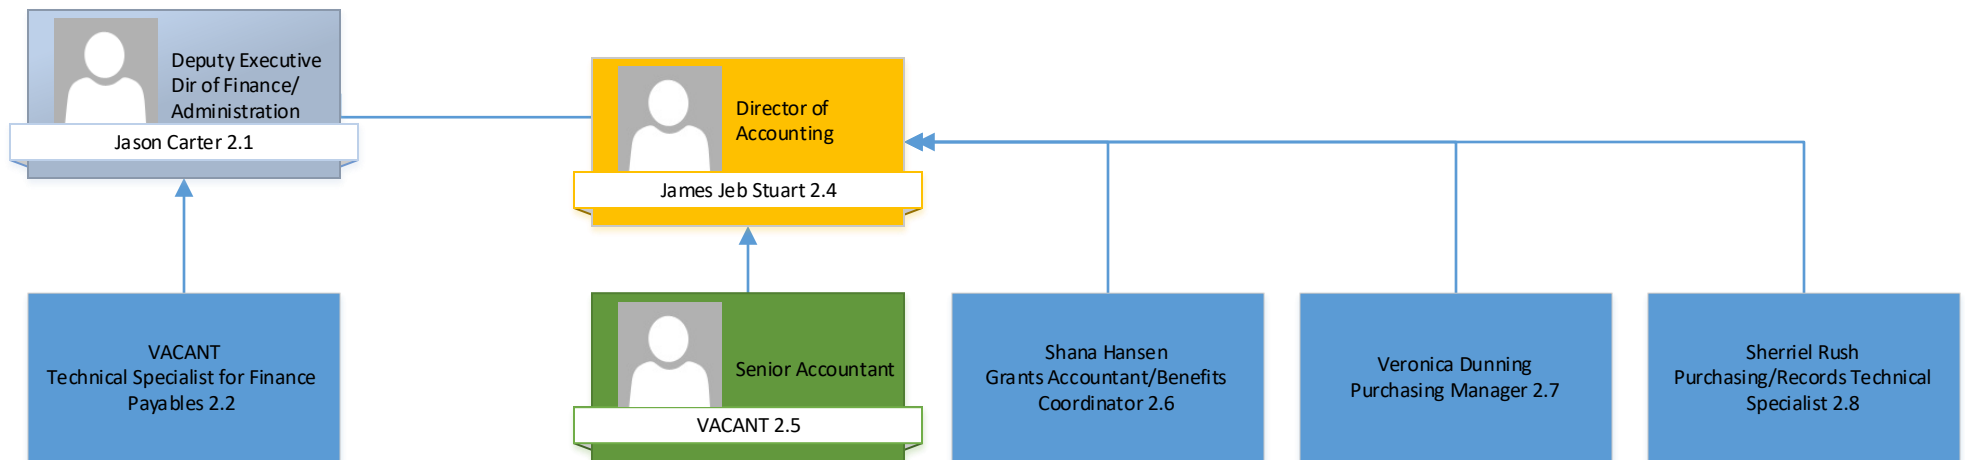 Deputy Executive
Dir of Finance/
Administration
Jason Carter 2.1
Director of
Accounting
James Jeb Stuart 2.4
VACANT
Technical Specialist for Finance
Payables 2.2
Senior Accountant
VACANT 2.5
Shana Hansen
Grants Accountant/Benefits
Coordinator 2.6
Veronica Dunning
Purchasing Manager 2.7
Sherriel Rush
Purchasing/Records Technical
Specialist 2.8